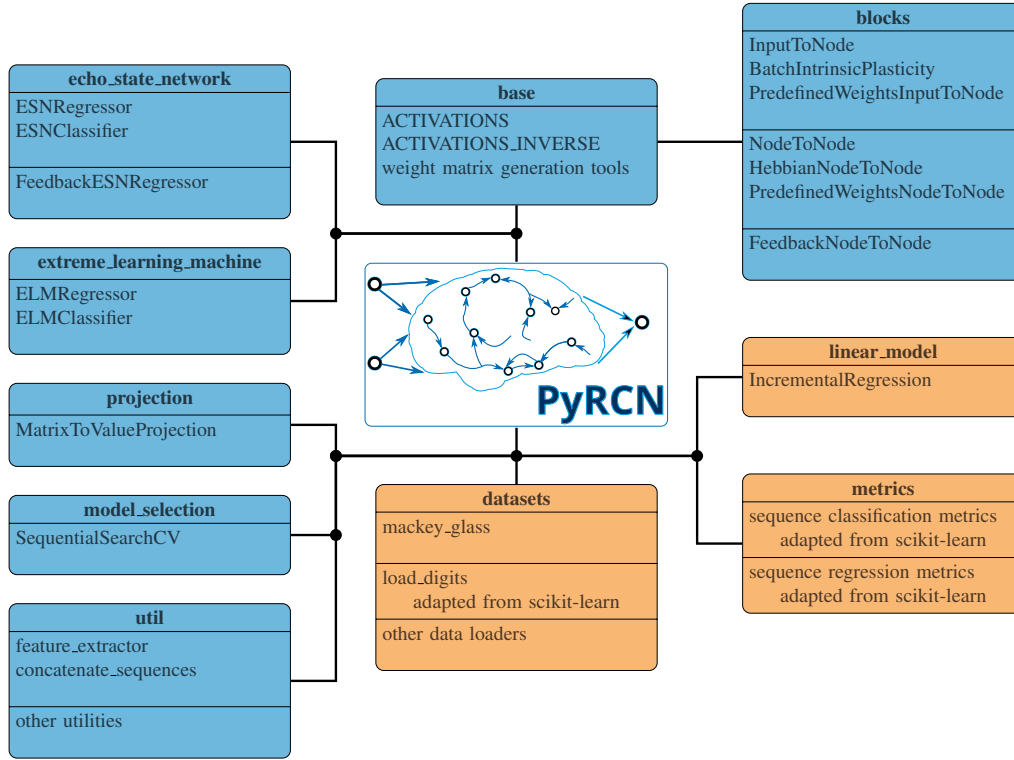 echo_state_network
ESNRegressor
ESNClassifier
FeedbackESNRegressor
extreme_learning_machine
ELMRegressor
ELMClassifier
projection
MatrixToValueProjection
model_selection
SequentialSearchCV
util
feature_extractor
concatenate_sequences
other utilities
base
ACTIVATIONS
ACTIVATIONS_INVERSE
weight matrix generation tools
PyRCN
datasets
mackey_glass
load_digits
adapted from scikit-learn
other data loaders
blocks
InputToNode
BatchIntrinsicPlasticity
PredefinedWeightsInputToNode
NodeToNode
HebbianNodeToNode
PredefinedWeightsNodeToNode
FeedbackNodeToNode
linear_model
IncrementalRegression
metrics
sequence classification metrics
adapted from scikit-learn
sequence regression metrics
adapted from scikit-learn